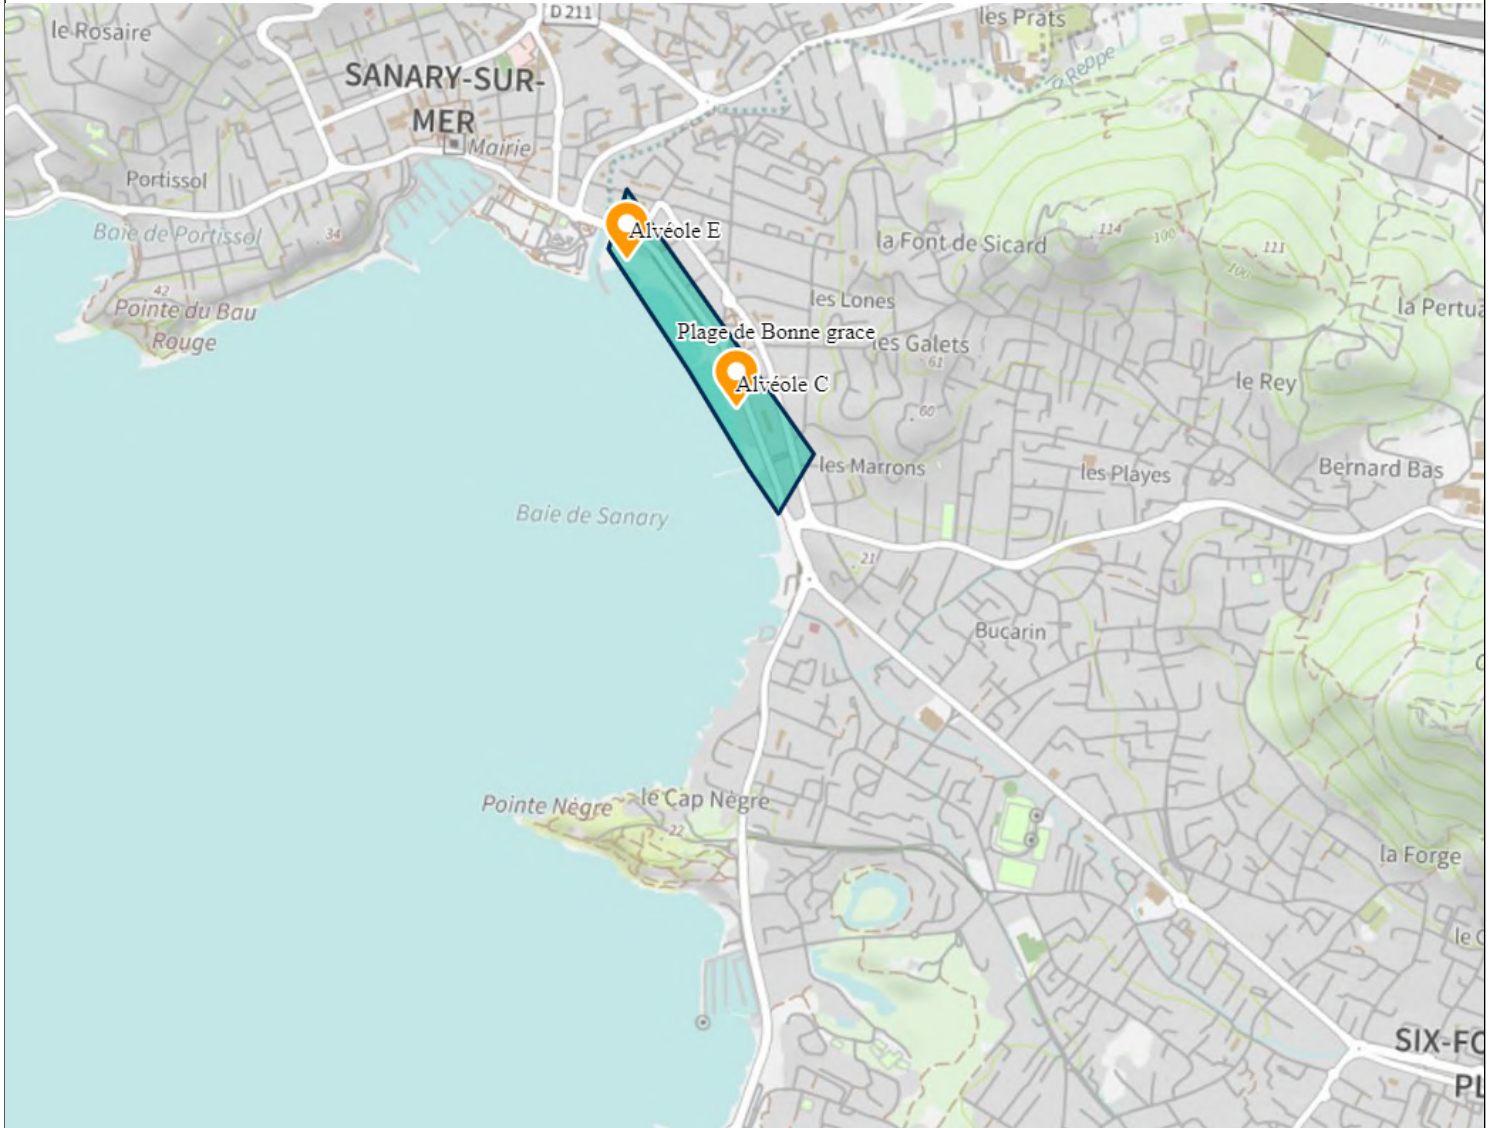 le Rosaire
D 211
les Prats
SANARY-SUR-
MER
Mairie
la Reppe
Portissol
Baie de Portissol
34
Alvéole E
la Font de Sicard
114
100
111
100
42
Pointe du Bau
Rouge
les Lones
la Pertua
Plage de Bonne grace
les Galets
61
Alvéole C
le Rey
60
les Marrons
les Playes
Bernard Bas
Baie de Sanary
21
Bucarin
Pointe Nègre
le Cap Nègre
22
la Forge
le C
SIX-FO
PL